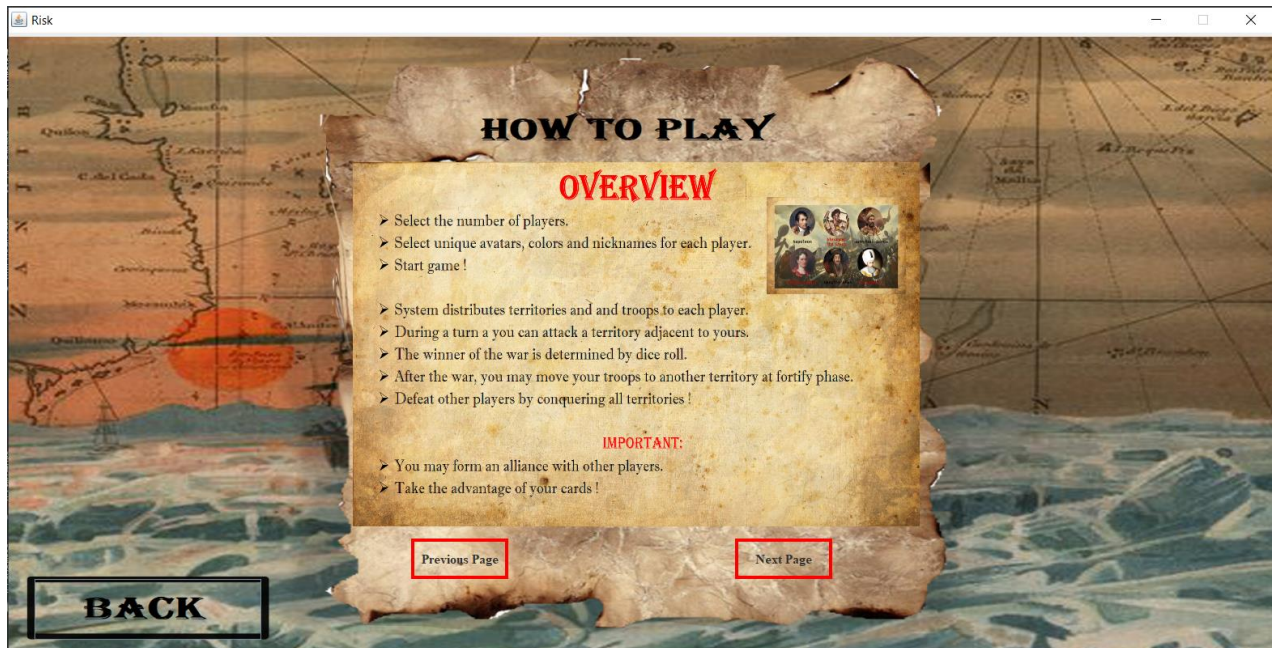 Risk
HOW TO PLAY
OVERVIEW
➢ Select the number of players.
➢ Select unique avatars, colors and nicknames for each player.
➢ Start game !
➢ System distributes territories and and troops to each player.
➢ During a turn a you can attack a territory adjacent to yours.
➢ The winner of the war is determined by dice roll.
➢ After the war, you may move your troops to another territory at fortify phase.
➢ Defeat other players by conquering all territories !
IMPORTANT:
➢ You may form an alliance with other players.
➢ Take the advantage of your cards !
Previous Page
Next Page
BACK
Quilon
C.del Gada